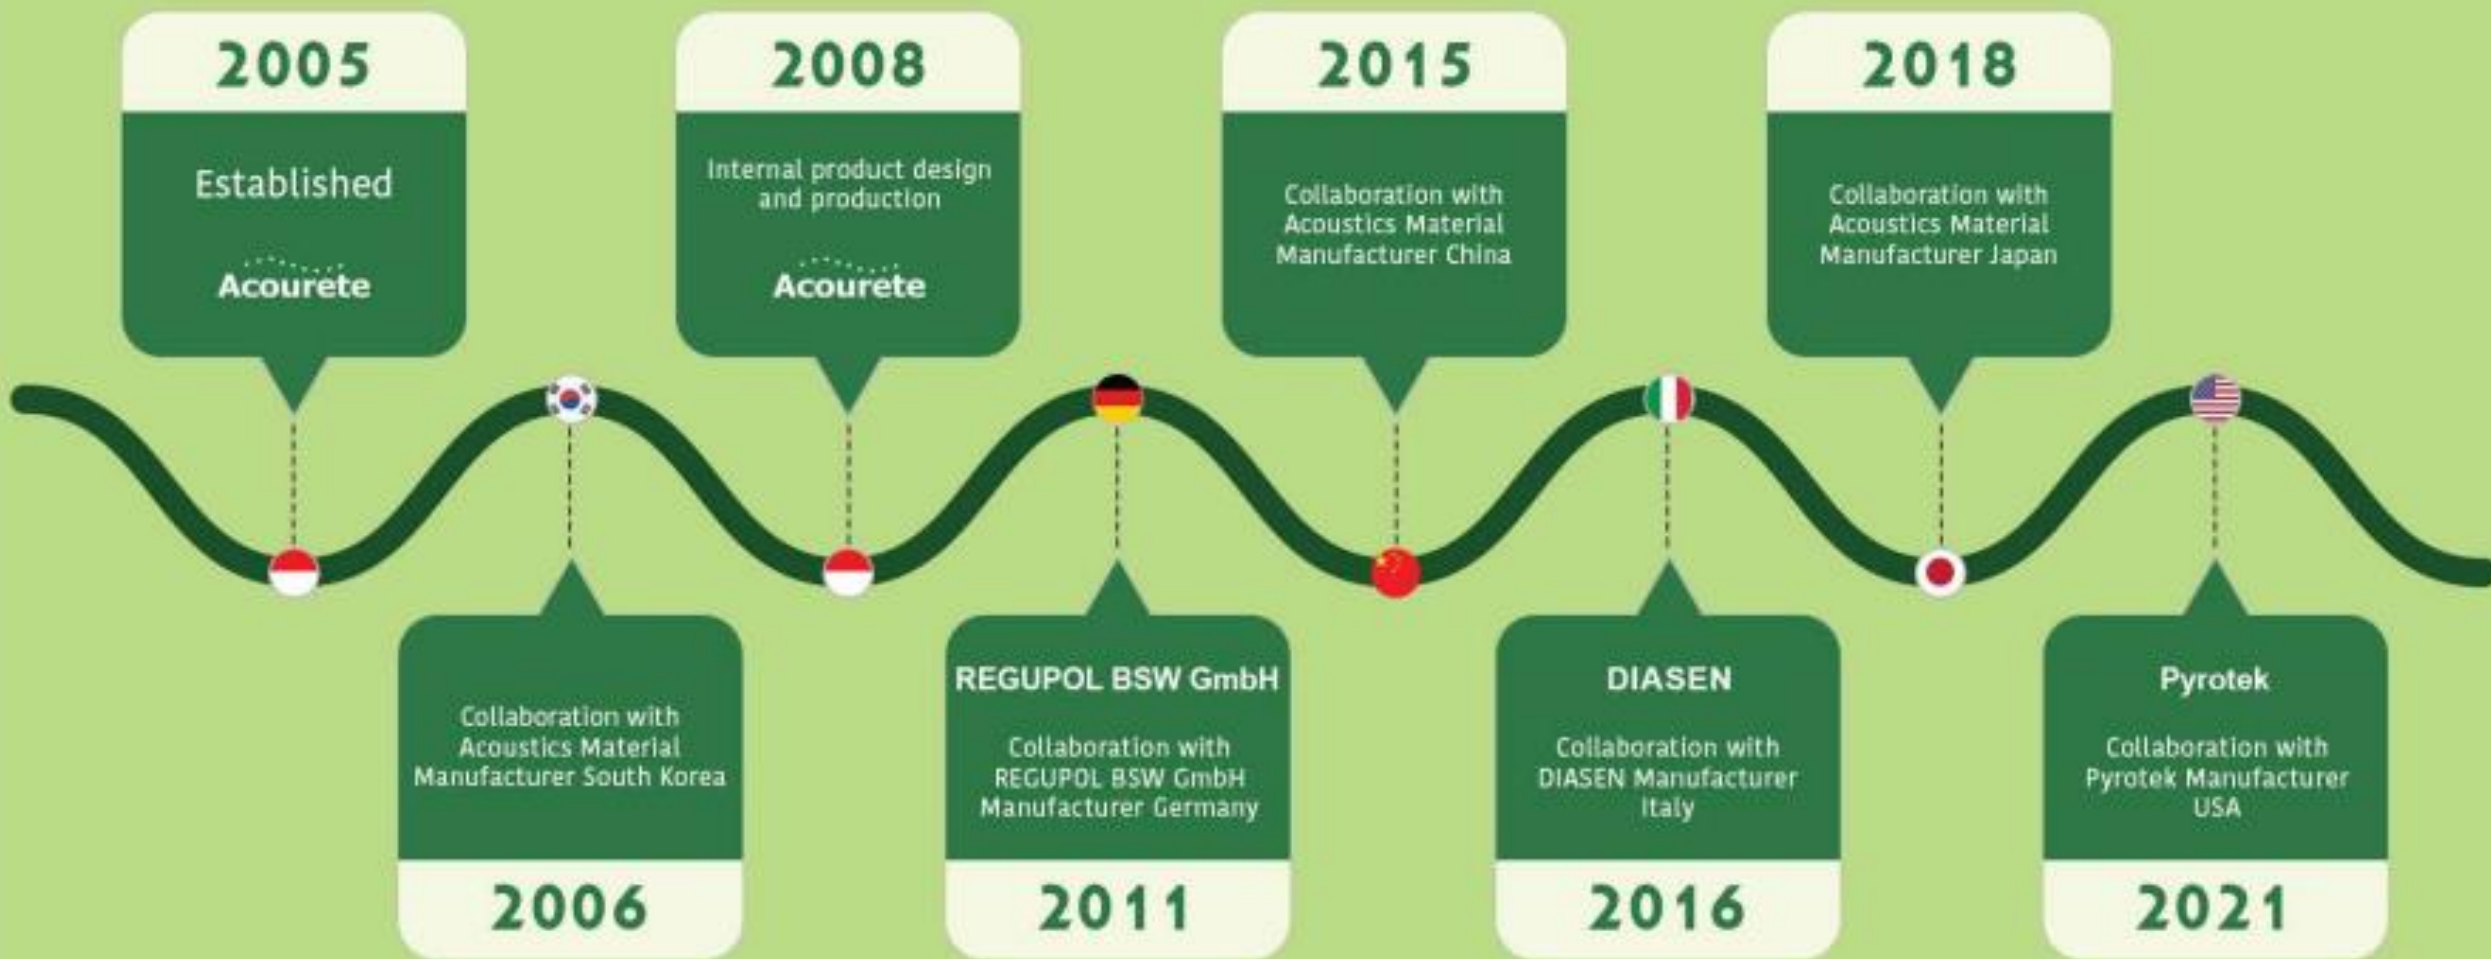 2005
Established
Acourete
2006
Collaboration with
Acoustics Material
Manufacturer South Korea
2008
Internal product design
and production
Acourete
2011
REGUPOL BSW GmbH
Collaboration with
REGUPOL BSW GmbH
Manufacturer Germany
2015
Collaboration with
Acoustics Material
Manufacturer China
2016
DIASEN
Collaboration with
DIASEN Manufacturer
Italy
2018
Collaboration with
Acoustics Material
Manufacturer Japan
2021
Pyrotek
Collaboration with
Pyrotek Manufacturer
USA